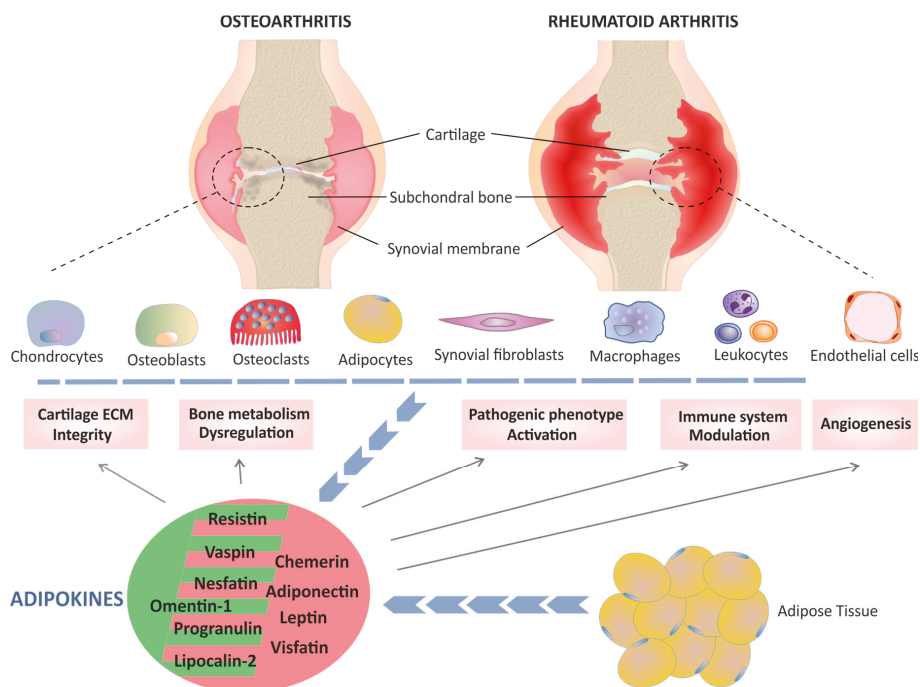 OSTEOARTHRITIS
RHEUMATOID ARTHRITIS
Cartilage
Subchondral bone
Synovial membrane
Chondrocytes
Osteoblasts
Osteoclasts
Adipocytes
Synovial fibroblasts
Macrophages
Leukocytes
Endothelial cells
Cartilage ECM
Integrity
Bone metabolism
Dysregulation
Pathogenic phenotype
Activation
Immune system
Modulation
Angiogenesis
ADIPOKINES
Resistin
Vaspin
Nesfatin
Omentin-1
Progranulin
Lipocalin-2
Chemerin
Adiponectin
Leptin
Visfatin
Adipose Tissue